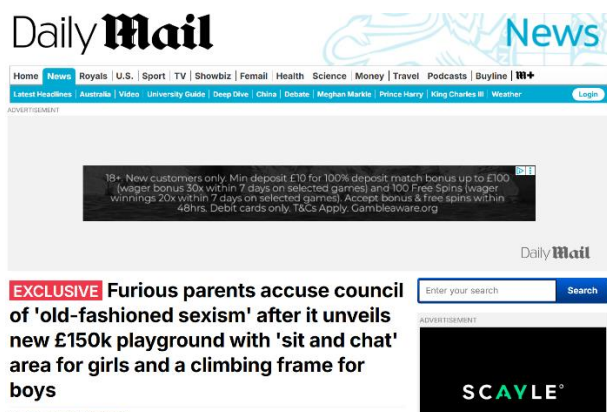 Daily Mail
News
Home News Royals U.S. Sport TV Showbiz Femail Health Science Money Travel Podcasts Buyline M+
Latest Headlines Australia Video University Guide Deep Dive China Debate Meghan Markle Prince Harry King Charles III Weather Login
ADVERTISEMENT
18+. New customers only. Min deposit £10 for 100% deposit match bonus up to £100
(wager bonus 30x within 7 days on selected games) and 100 Free Spins (wager
winnings 20x within 7 days on selected games). Accept bonus & free spins within
48hrs. Debit cards only. T&Cs Apply. Gambleaware.org
Daily Mail
EXCLUSIVE Furious parents accuse council
of 'old-fashioned sexism' after it unveils
new £150k playground with 'sit and chat'
area for girls and a climbing frame for
boys
Enter your search Search
ADVERTISEMENT
SCAYLE